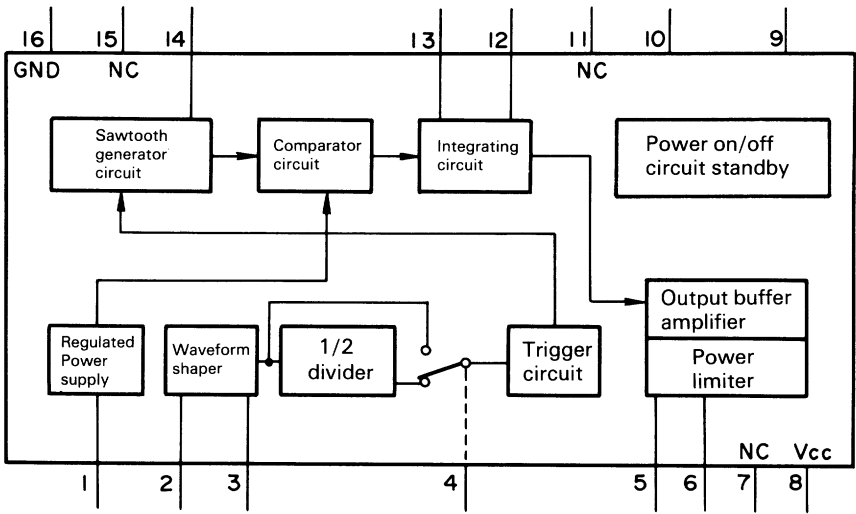 16 15 14 13 12 11 10 9
GND NC NC
Sawtooth
generator
circuit
Comparator
circuit
Integrating
circuit
Power on/off
circuit standby
Output buffer
amplifier
Power
limiter
Regulated
Power
supply
Waveform
shaper
1/2
divider
Trigger
circuit
NC Vcc
1 2 3 4 5 6 7 8